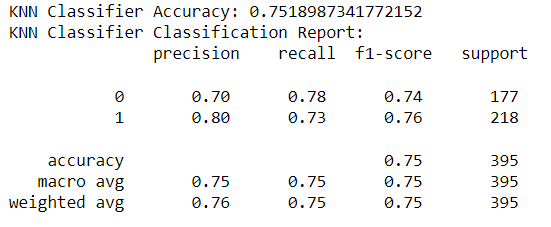 KNN Classifier Accuracy: 0.7518987341772152
KNN Classifier Classification Report:
precision recall f1-score support
0 0.70 0.78 0.74 177
1 0.80 0.73 0.76 218
accuracy 0.75 395
macro avg 0.75 0.75 0.75 395
weighted avg 0.76 0.75 0.75 395